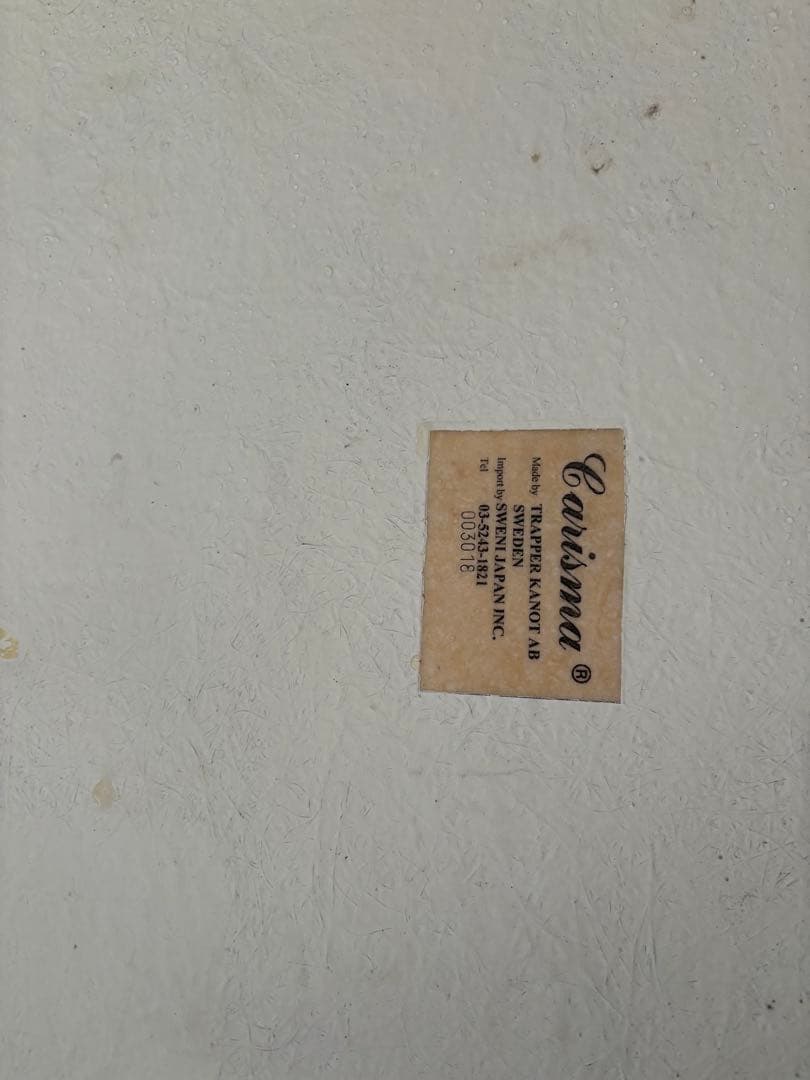 Carisma ®
Made by TRAPPER KANOT AB
SWEDEN
Import by SWENI JAPAN INC.
Tel 03-5243-1821
003018